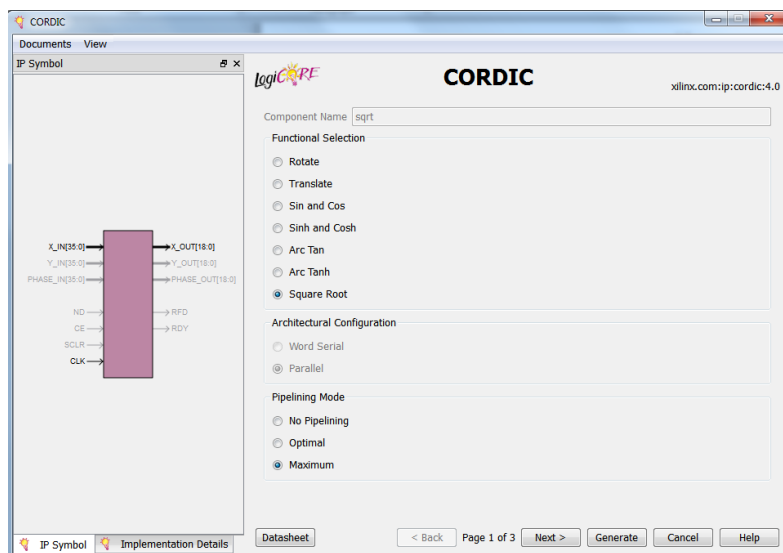 CORDIC
Documents View
IP Symbol
LogiCORE
CORDIC
xilinx.com:ip:cordic:4.0
Component Name sqrt
Functional Selection
Rotate
Translate
Sin and Cos
Sinh and Cosh
Arc Tan
Arc Tanh
Square Root
X_IN[35:0] X_OUT[18:0]
Y_IN[35:0] Y_OUT[18:0]
PHASE_IN[35:0] PHASE_OUT[18:0]
ND RFD
CE RDY
SCLR
CLK
Architectural Configuration
Word Serial
Parallel
Pipelining Mode
No Pipelining
Optimal
Maximum
IP Symbol Implementation Details
Datasheet < Back Page 1 of 3 Next > Generate Cancel Help